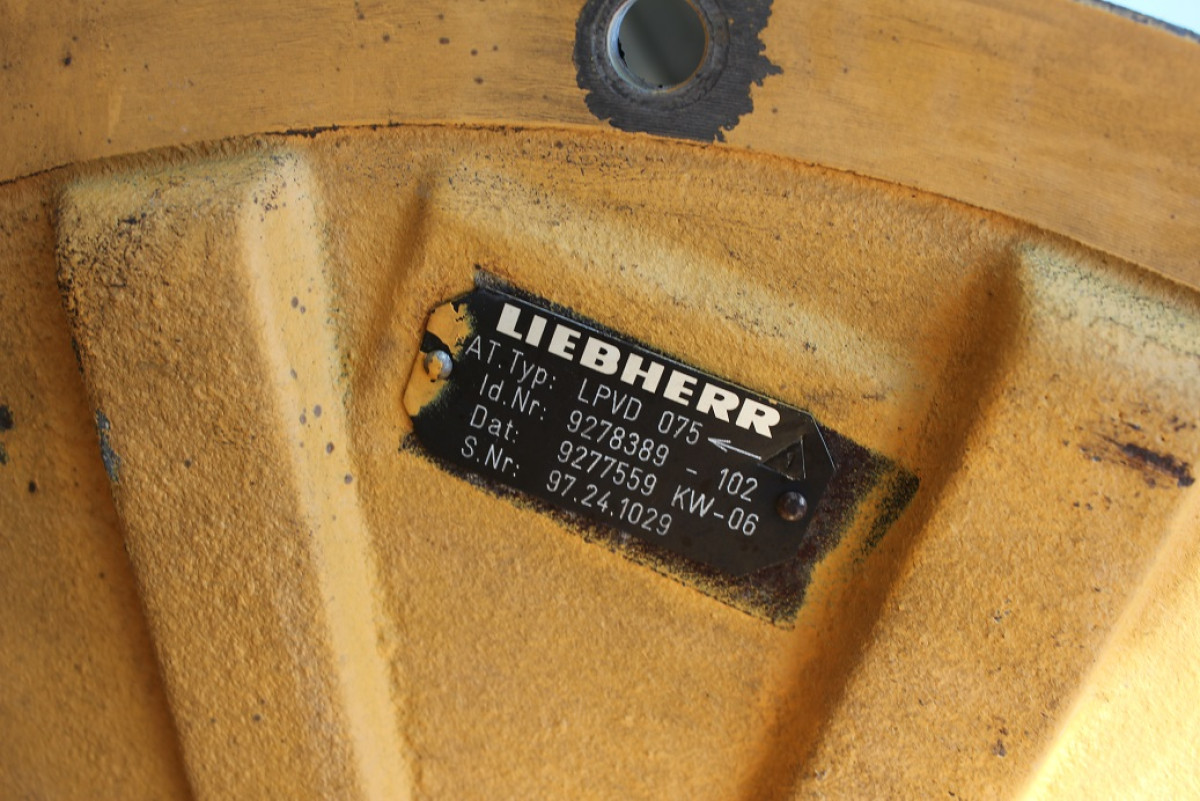 LIEBHERR
AT.Typ: LPVD 075
Id.Nr: 9278389 - 102
Dat: 9277559 KW-06
S.Nr: 97.24.1029